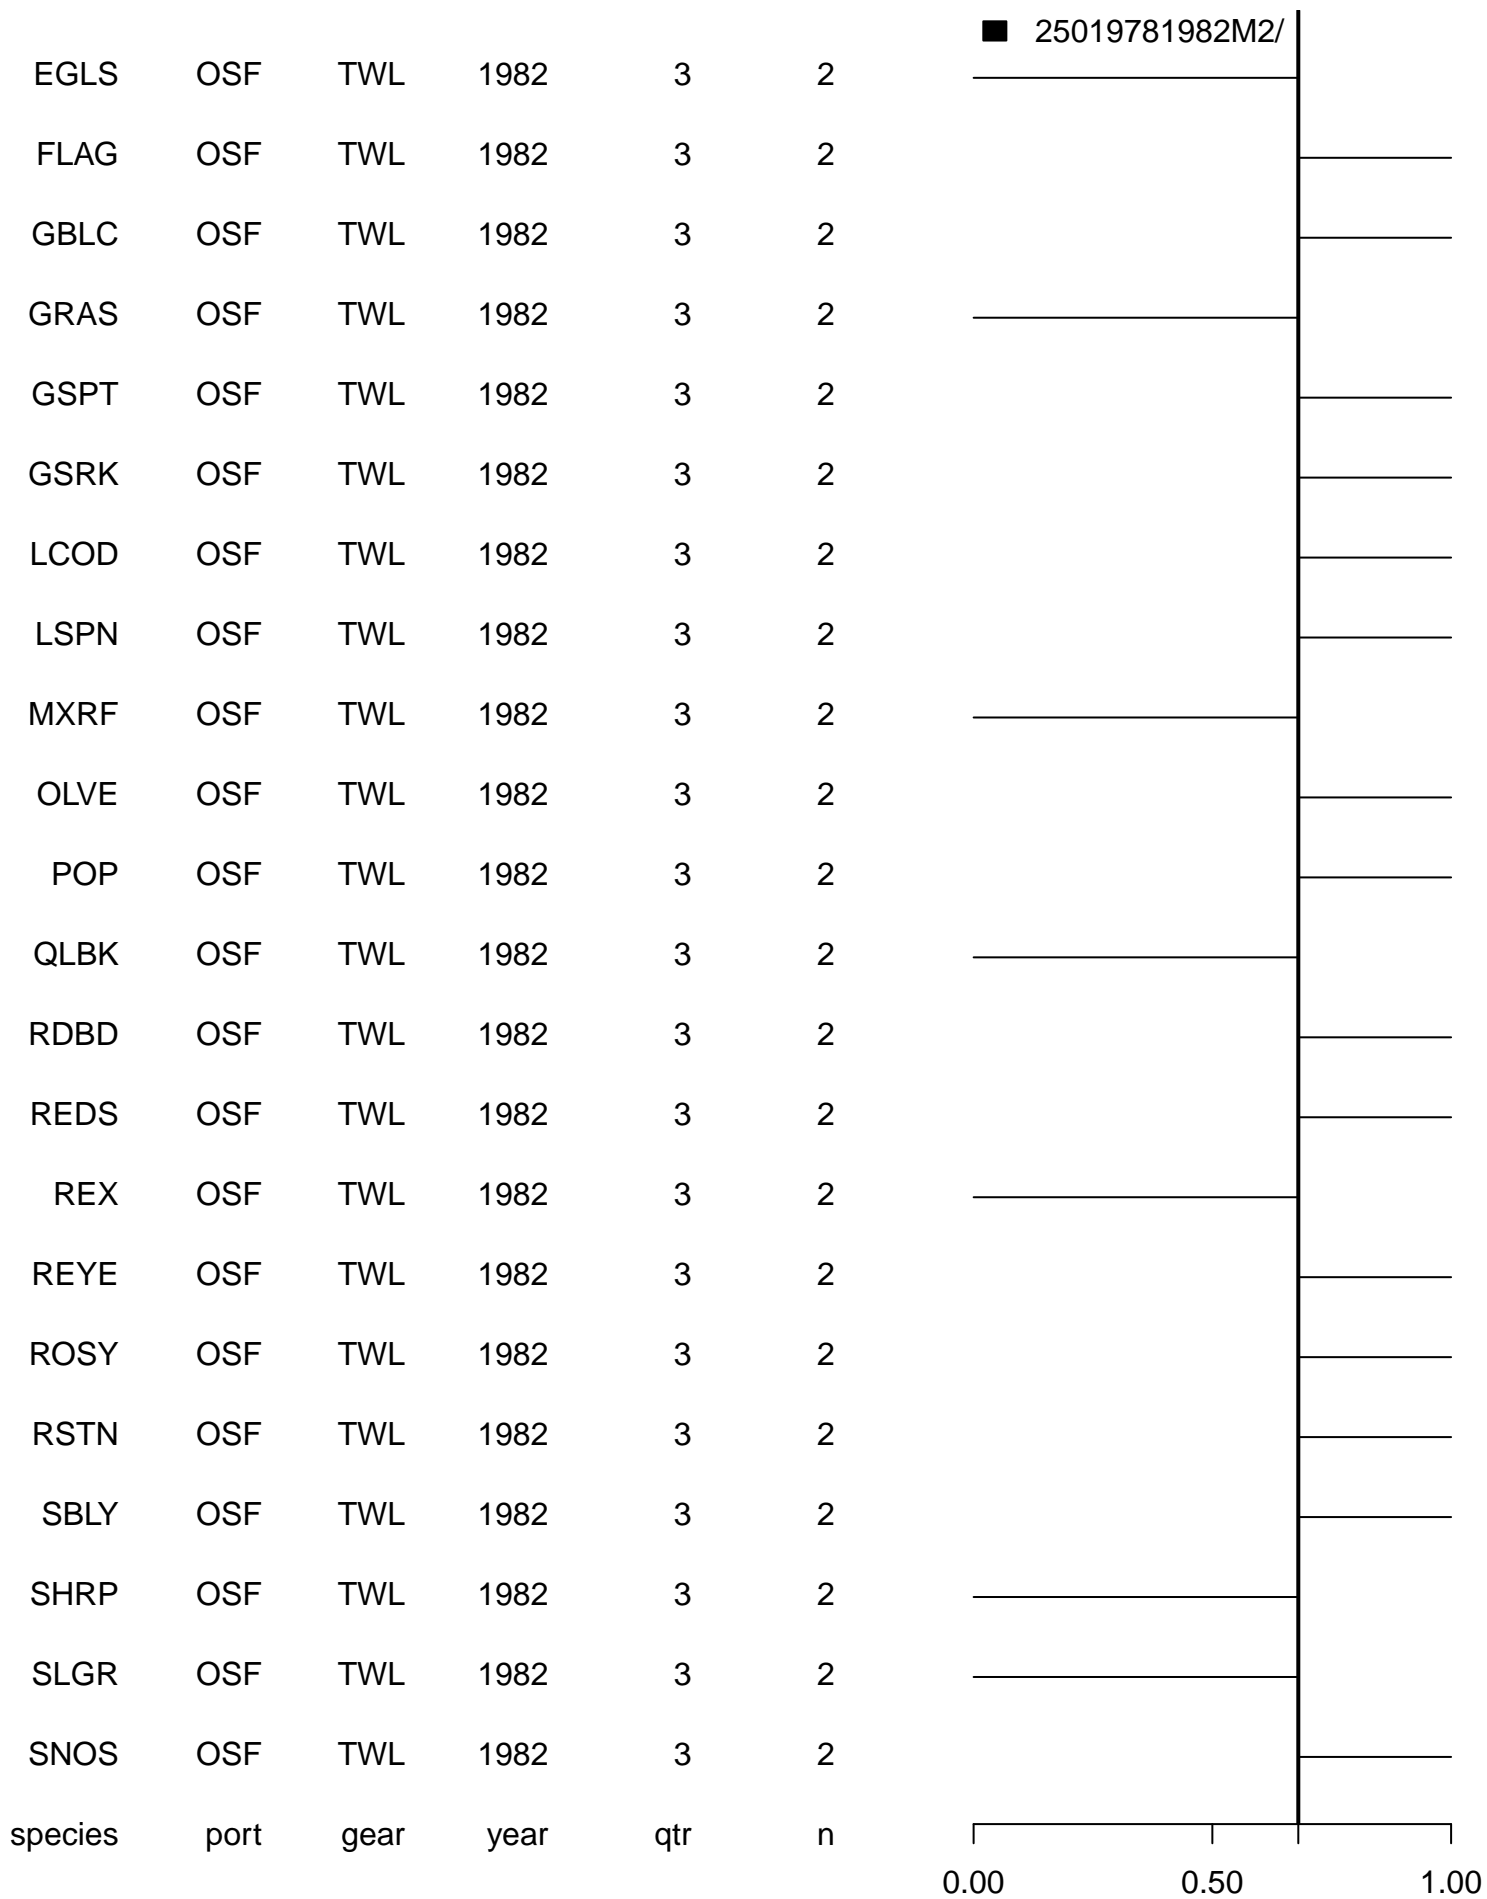 ■ 25019781982M2/
EGLS OSF TWL 1982 3 2
FLAG OSF TWL 1982 3 2
GBLC OSF TWL 1982 3 2
GRAS OSF TWL 1982 3 2
GSPT OSF TWL 1982 3 2
GSRK OSF TWL 1982 3 2
LCOD OSF TWL 1982 3 2
LSPN OSF TWL 1982 3 2
MXRF OSF TWL 1982 3 2
OLVE OSF TWL 1982 3 2
POP OSF TWL 1982 3 2
QLBK OSF TWL 1982 3 2
RDBD OSF TWL 1982 3 2
REDS OSF TWL 1982 3 2
REX OSF TWL 1982 3 2
REYE OSF TWL 1982 3 2
ROSY OSF TWL 1982 3 2
RSTN OSF TWL 1982 3 2
SBLY OSF TWL 1982 3 2
SHRP OSF TWL 1982 3 2
SLGR OSF TWL 1982 3 2
SNOS OSF TWL 1982 3 2
species port gear year qtr n
0.00 0.50 1.00